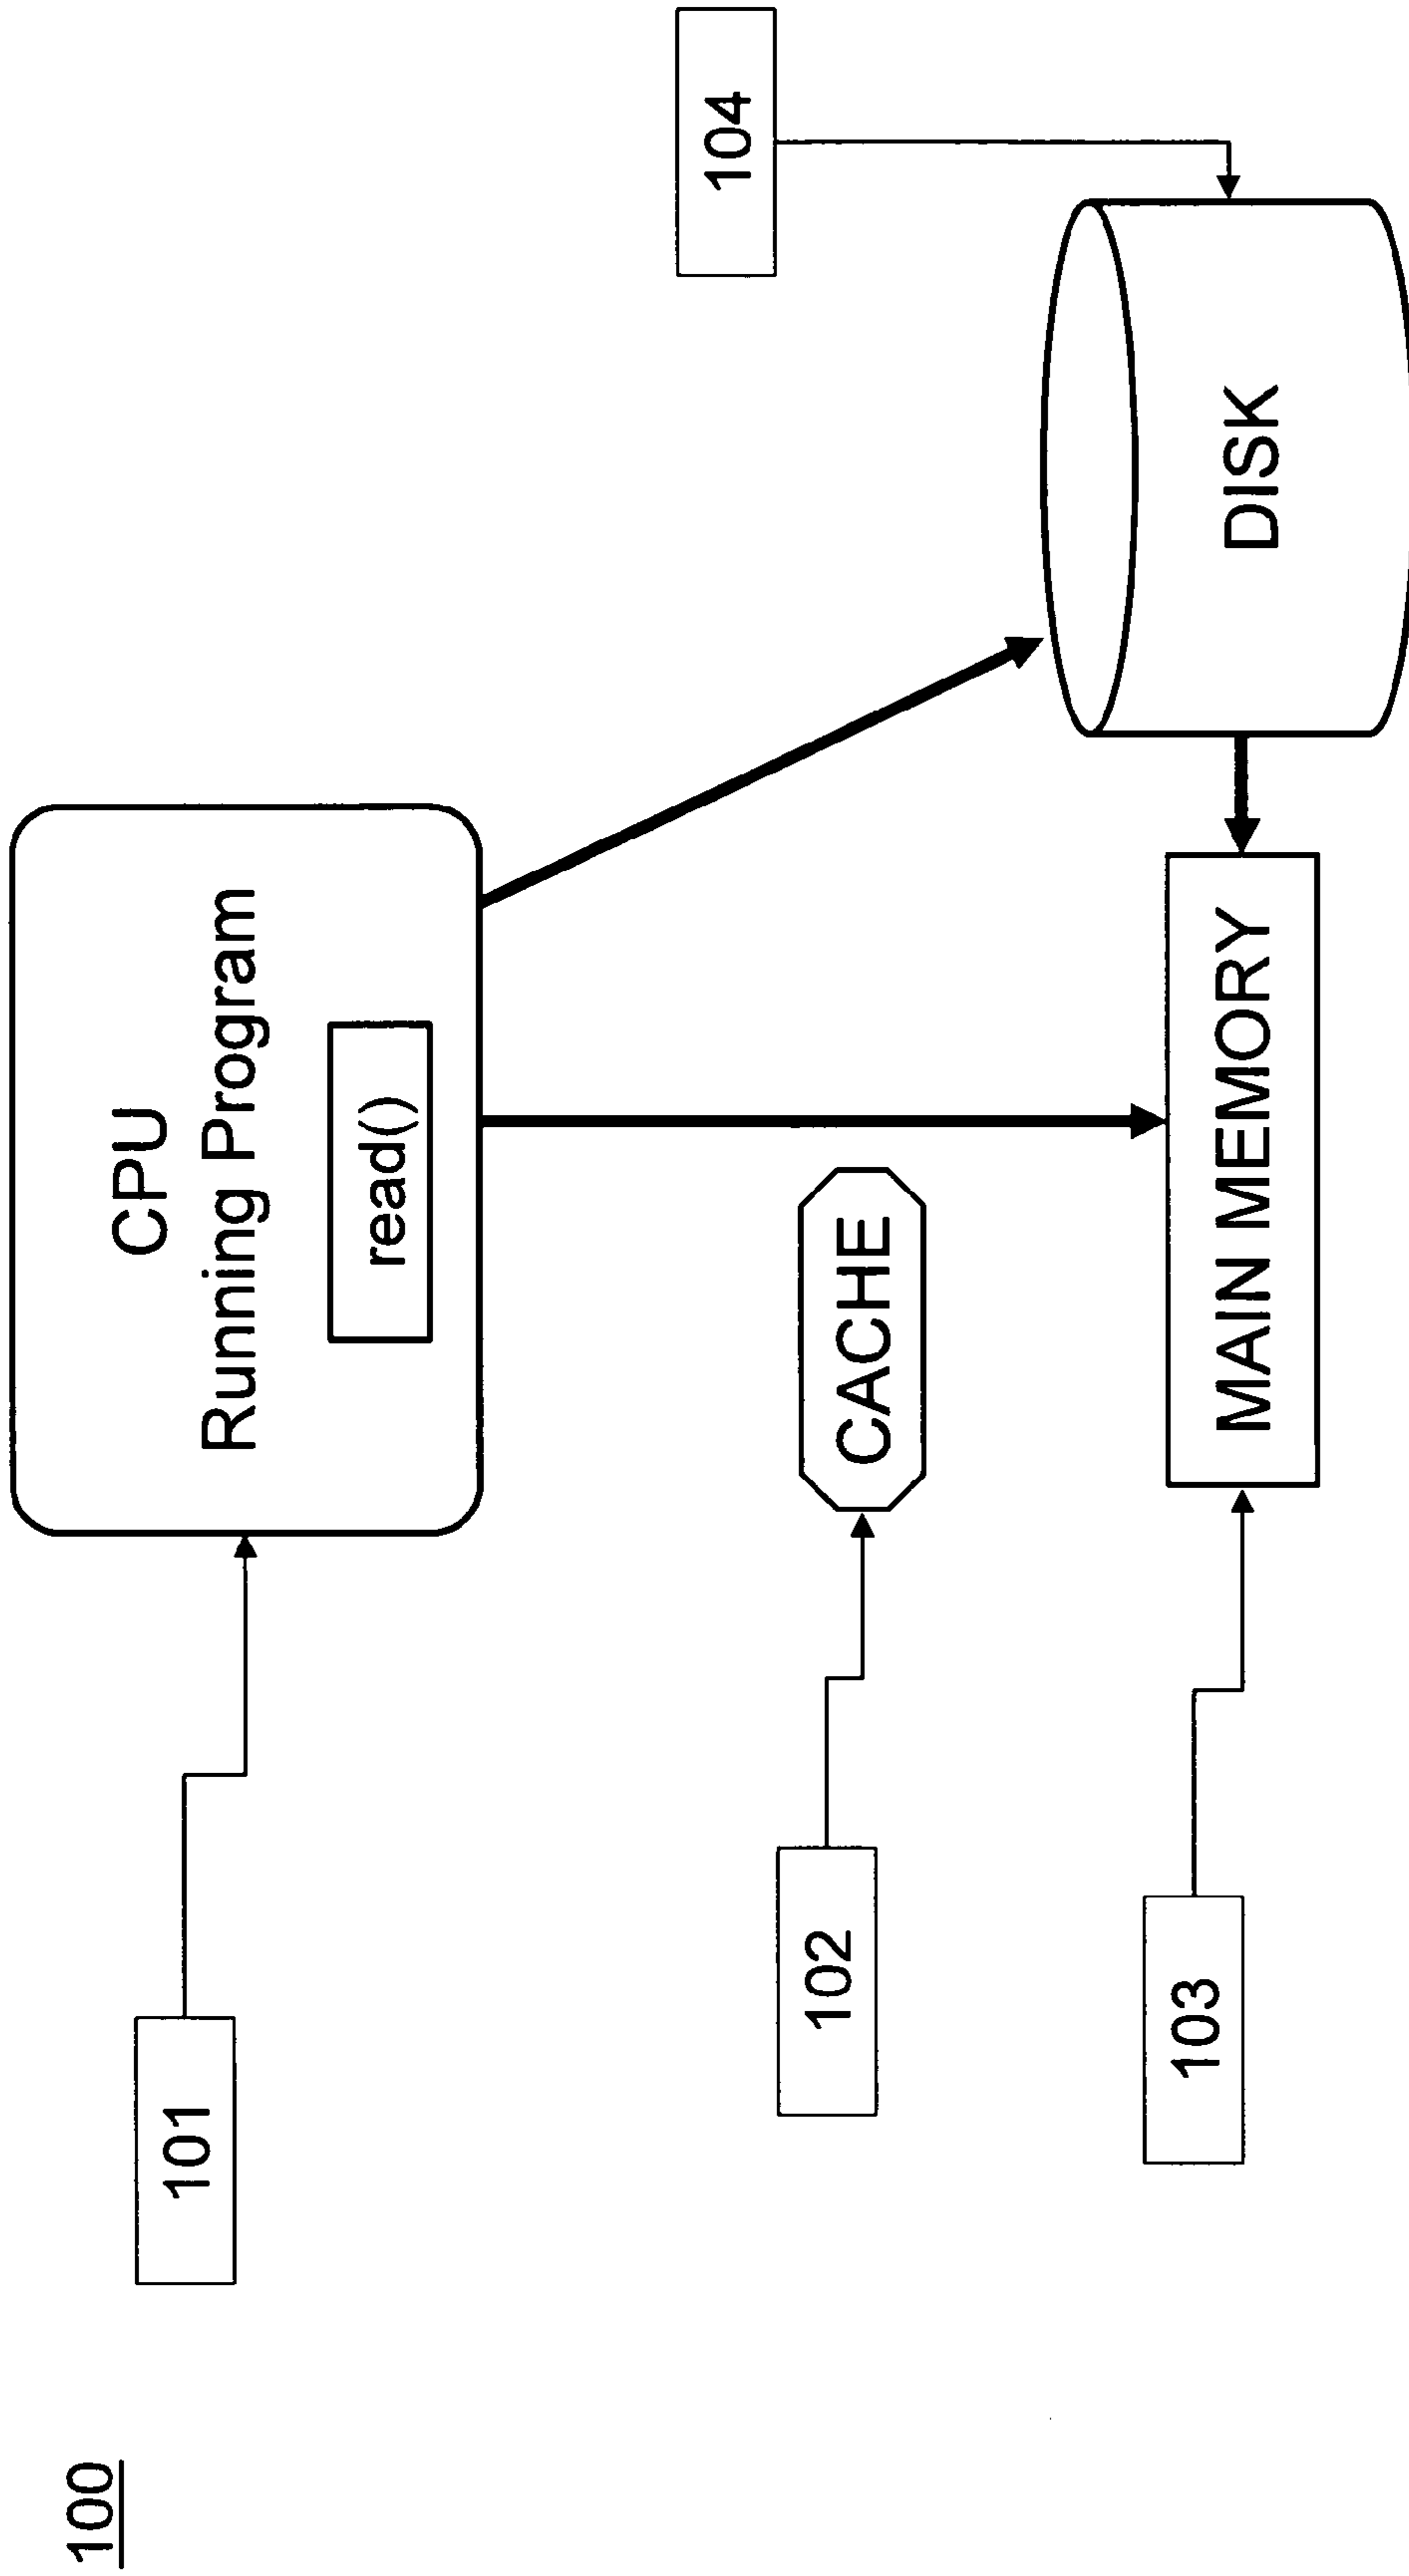 100
101
CPU
Running Program
read()
102
CACHE
104
103
MAIN MEMORY
DISK